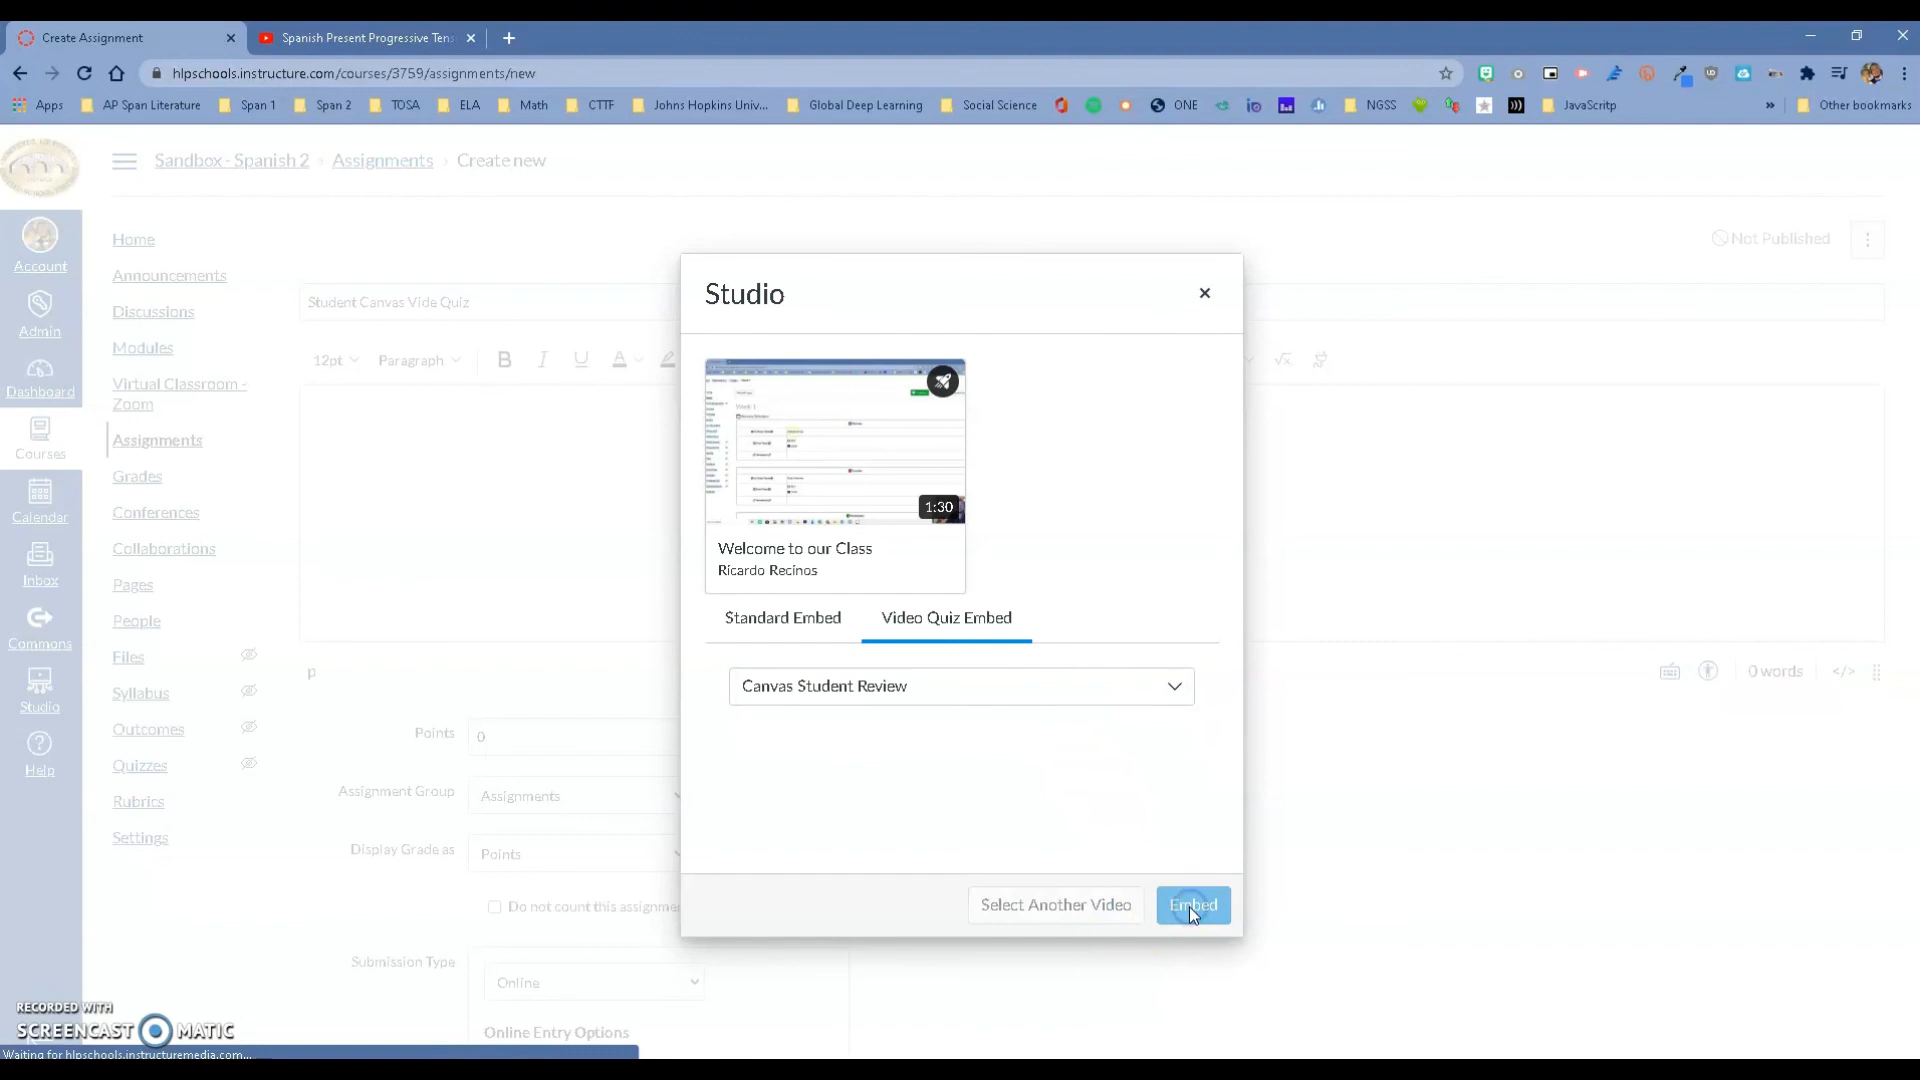 Create Assignment
Spanish Present Progressive Tens
hlpschools.instructure.com/courses/3759/assignments/new
Apps
AP Span Literature
Span 1
Span 2
TOSA
ELA
Math
CTTF
Johns Hopkins Univ...
Global Deep Learning
Social Science
ONE
NGSS
JavaScritp
»
Other bookmarks
Sandbox - Spanish 2 › Assignments › Create new
Account
Admin
Dashboard
Courses
Calendar
Inbox
Commons
Studio
Help
Home
Announcements
Discussions
Modules
Virtual Classroom -
Zoom
Assignments
Grades
Conferences
Collaborations
Pages
People
Files
Syllabus
Outcomes
Quizzes
Rubrics
Settings
Not Published
Student Canvas Vide Quiz
12pt
Paragraph
B I U A
p
0 words
</>
Points
0
Assignment Group
Assignments
Display Grade as
Points
Do not count this assignmen
Submission Type
Online
Online Entry Options
Studio
1:30
Welcome to our Class
Ricardo Recinos
Standard Embed
Video Quiz Embed
Canvas Student Review
Select Another Video
Embed
RECORDED WITH
SCREENCAST MATIC
Waiting for hlpschools.instructuremedia.com...